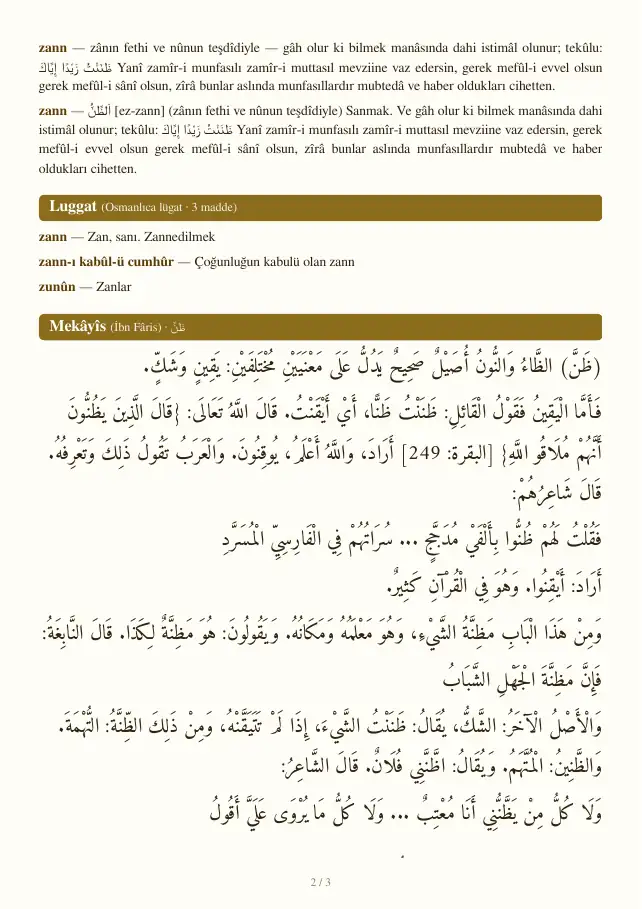 zann — zânın fethi ve nûnun teşdîdiyle — gâh olur ki bilmek manâsında dahi istimâl olunur; tekûlu:
ظَنَنْتُ زَيْدًا إِيَّاكَ Yanî zamîr-i munfasılı zamîr-i muttasıl mevziine vaz edersin, gerek mefûl-i evvel olsun
gerek mefûl-i sânî olsun, zîrâ bunlar aslında munfasıllardır mubtedâ ve haber oldukları cihetten.
zann — اَلظَّنُّ [ez-zann] (zânın fethi ve nûnun teşdîdiyle) Sanmak. Ve gâh olur ki bilmek manâsında dahi
istimâl olunur; tekûlu: ظَنَنْتُ زَيْدًا إِيَّاكَ Yanî zamîr-i munfasılı zamîr-i muttasıl mevziine vaz edersin, gerek
mefûl-i evvel olsun gerek mefûl-i sânî olsun, zîrâ bunlar aslında munfasıllardır mubtedâ ve haber
oldukları cihetten.
Luggat (Osmanlıca lügat · 3 madde)
zann — Zan, sanı. Zannedilmek
zann-ı kabûl-ü cumhûr — Çoğunluğun kabulü olan zann
zunûn — Zanlar
Mekâyîs (İbn Fâris) · ظَنَّ
(ظَنَّ) الظَّاءُ وَالنُّونُ أُصَيْلٌ صَحِيحٌ يَدُلُّ عَلَى مَعْنَيَيْنِ مُخْتَلِفَيْنِ: يَقِينٍ وَشَكٍّ.
فَأَمَّا الْيَقِينُ فَقَوْلُ الْقَائِلِ: ظَنَنْتُ ظَنًّا، أَيْ أَيْقَنْتُ. قَالَ اللَّهُ تَعَالَى: {قَالَ الَّذِينَ يَظُنُّونَ
أَنَّهُمْ مُلَاقُو اللَّهِ} [البقرة: 249] أَرَادَ، وَاللَّهُ أَعْلَمُ، يُوقِنُونَ. وَالْعَرَبُ تَقُولُ ذَلِكَ وَتَعْرِفُهُ.
قَالَ شَاعِرُهُمْ:
فَقُلْتُ لَهُمْ ظُنُّوا بِأَلْفَيْ مُدَجَّجٍ ... سُرَاتُهُمْ فِي الْفَارِسِيِّ الْمُسَرَّدِ
أَرَادَ: أَيْقِنُوا. وَهُوَ فِي الْقُرْآنِ كَثِيرٌ.
وَمِنْ هَذَا الْبَابِ مَظِنَّةُ الشَّيْءِ، وَهُوَ مَعْلَمُهُ وَمَكَانُهُ. وَيَقُولُونَ: هُوَ مَظِنَّةٌ لِكَذَا. قَالَ النَّابِغَةُ:
فَإِنَّ مَظِنَّةَ الْجَهْلِ الشَّبَابُ
وَالْأَصْلُ الْآخَرُ: الشَّكُّ، يُقَالُ: ظَنَنْتُ الشَّيْءَ، إِذَا لَمْ تَتَيَقَّنْهُ، وَمِنْ ذَلِكَ الظِّنَّةُ: التُّهْمَةُ.
وَالظَّنِينُ: الْمُتَّهَمُ. وَيُقَالُ: اظَّنَّنِي فُلَانٌ. قَالَ الشَّاعِرُ:
وَلَا كُلُّ مِنْ يَظَّنُّنِي أَنَا مُعْتِبٌ ... وَلَا كُلُّ مَا يُرْوَى عَلَيَّ أَقُولُ
2 / 3